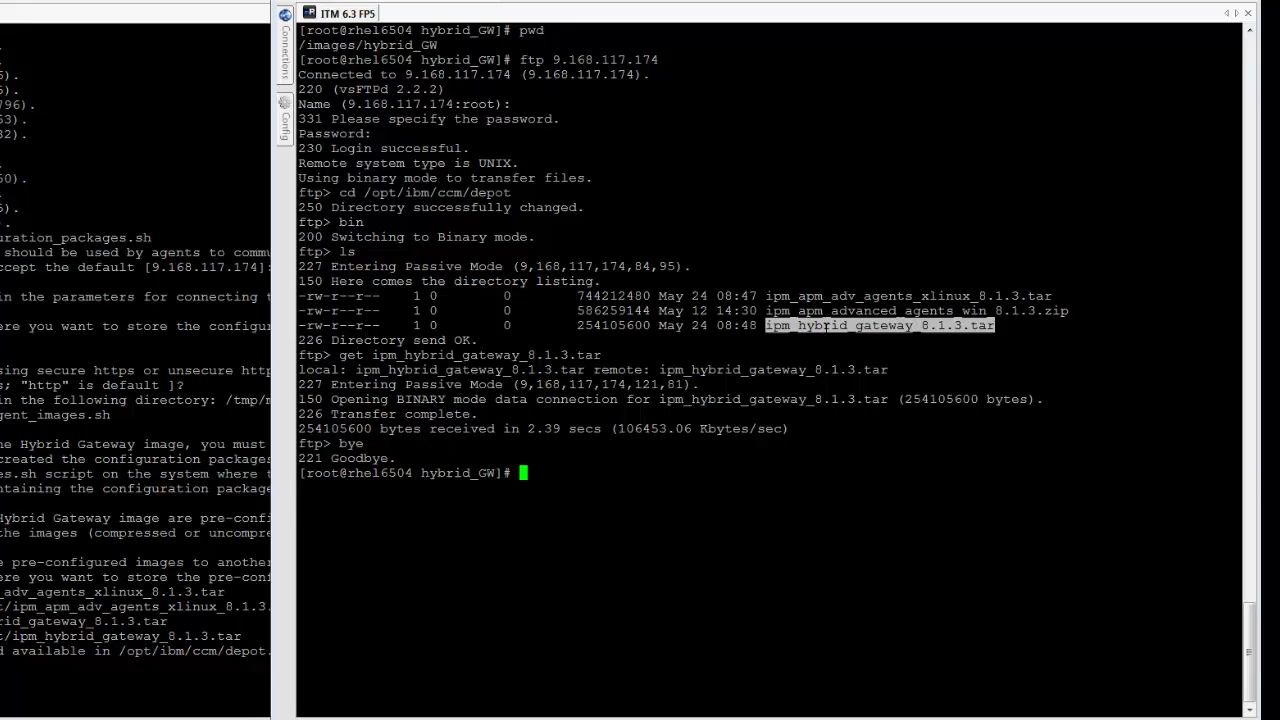 ITM 6.3 FP5
Connections
Config
5).
796).
53).
32).
50).
uration_packages.sh
should be used by agents to commu
ccept the default [9.168.117.174]:
in the parameters for connecting t
ere you want to store the configur
sing secure https or unsecure http
s; "http" is default ]?
in the following directory: /tmp/m
gent_images.sh
he Hybrid Gateway image, you must
created the configuration packages
es.sh script on the system where t
ntaining the configuration package
Hybrid Gateway image are pre-confi
the images (compressed or uncompre
e pre-configured images to another
ere you want to store the pre-conf
_adv_agents_xlinux_8.1.3.tar
t/ipm_apm_adv_agents_xlinux_8.1.3.
rid_gateway_8.1.3.tar
t/ipm_hybrid_gateway_8.1.3.tar
d available in /opt/ibm/ccm/depot.
[root@rhel6504 hybrid_GW]# pwd
/images/hybrid_GW
[root@rhel6504 hybrid_GW]# ftp 9.168.117.174
Connected to 9.168.117.174 (9.168.117.174).
220 (vsFTPd 2.2.2)
Name (9.168.117.174:root):
331 Please specify the password.
Password:
230 Login successful.
Remote system type is UNIX.
Using binary mode to transfer files.
ftp> cd /opt/ibm/ccm/depot
250 Directory successfully changed.
ftp> bin
200 Switching to Binary mode.
ftp> ls
227 Entering Passive Mode (9,168,117,174,84,95).
150 Here comes the directory listing.
-rw-r--r-- 1 0 0 744212480 May 24 08:47 ipm_apm_adv_agents_xlinux_8.1.3.tar
-rw-r--r-- 1 0 0 586259144 May 12 14:30 ipm_apm_advanced_agents_win_8.1.3.zip
-rw-r--r-- 1 0 0 254105600 May 24 08:48 ipm_hybrid_gateway_8.1.3.tar
226 Directory send OK.
ftp> get ipm_hybrid_gateway_8.1.3.tar
local: ipm_hybrid_gateway_8.1.3.tar remote: ipm_hybrid_gateway_8.1.3.tar
227 Entering Passive Mode (9,168,117,174,121,81).
150 Opening BINARY mode data connection for ipm_hybrid_gateway_8.1.3.tar (254105600 bytes).
226 Transfer complete.
254105600 bytes received in 2.39 secs (106453.06 Kbytes/sec)
ftp> bye
221 Goodbye.
[root@rhel6504 hybrid_GW]#